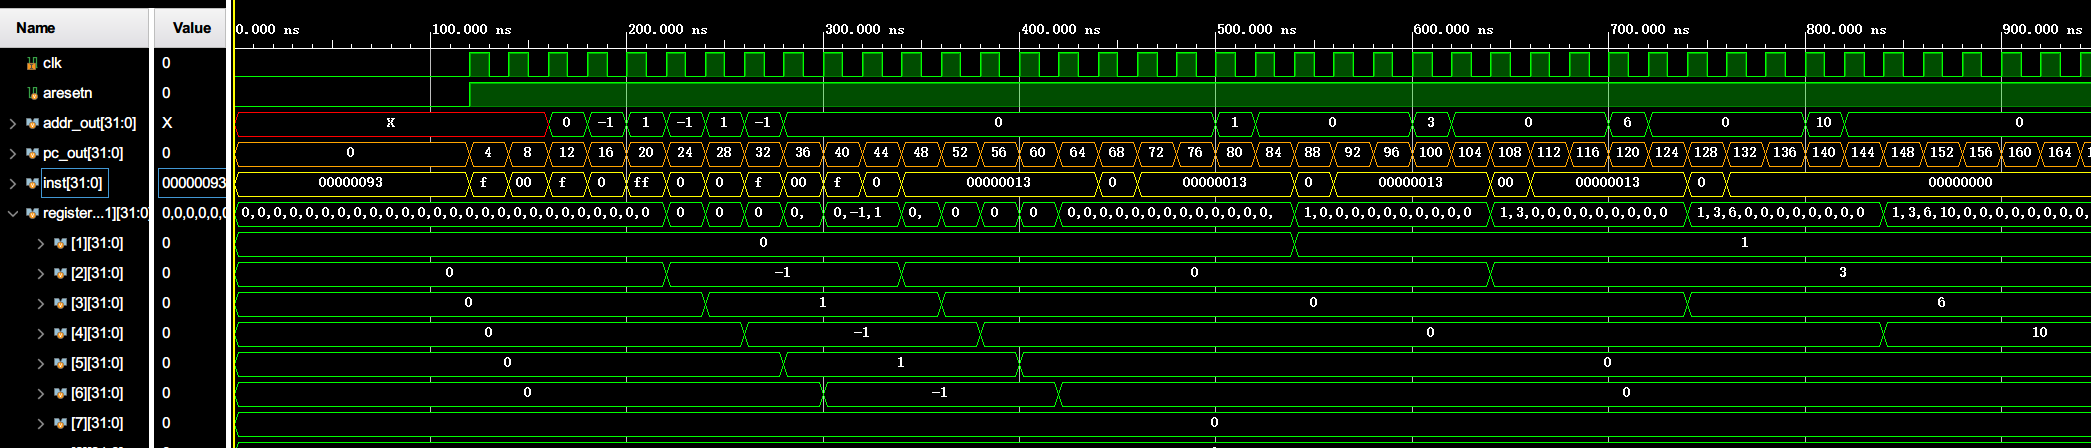 Name Value 0.000 ns 100.000 ns 200.000 ns 300.000 ns 400.000 ns 500.000 ns 600.000 ns 700.000 ns 800.000 ns 900.000 ns
clk 0
aresetn 0
addr_out[31:0] X X 0 -1 1 -1 1 -1 0 1 0 3 0 6 0 10 0
pc_out[31:0] 0 0 4 8 12 16 20 24 28 32 36 40 44 48 52 56 60 64 68 72 76 80 84 88 92 96 100 104 108 112 116 120 124 128 132 136 140 144 148 152 156 160 164 1
inst[31:0] 00000093 00000093 f 00 f 0 ff 0 0 f 00 f 0 00000013 0 00000013 0 00000013 00 00000013 0 00000000
register...1][31:0] 0,0,0,0,0,0 0,0,0,0,0,0,0,0,0,0,0,0,0,0,0,0,0,0,0,0,0 0 0 0 0, 0,-1,1 0, 0 0 0 0,0,0,0,0,0,0,0,0,0,0,0,0, 1,0,0,0,0,0,0,0,0,0,0 1,3,0,0,0,0,0,0,0,0,0 1,3,6,0,0,0,0,0,0,0,0 1,3,6,10,0,0,0,0,0,0,0,0,
[1][31:0] 0 0 1
[2][31:0] 0 0 -1 0 3
[3][31:0] 0 0 1 0 6
[4][31:0] 0 0 -1 0 10
[5][31:0] 0 0 1 0
[6][31:0] 0 0 -1 0
[7][31:0] 0 0